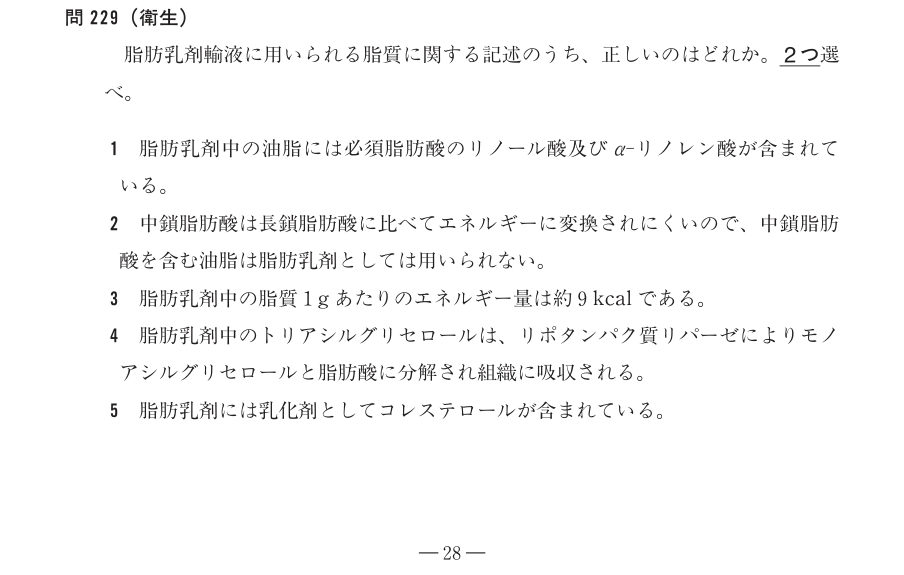 問 229（衛生）
脂肪乳剤輸液に用いられる脂質に関する記述のうち、正しいのはどれか。２つ選
べ。
1　脂肪乳剤中の油脂には必須脂肪酸のリノール酸及び α-リノレン酸が含まれて
いる。
2　中鎖脂肪酸は長鎖脂肪酸に比べてエネルギーに変換されにくいので、中鎖脂肪
酸を含む油脂は脂肪乳剤としては用いられない。
3　脂肪乳剤中の脂質 1 g あたりのエネルギー量は約 9 kcal である。
4　脂肪乳剤中のトリアシルグリセロールは、リポタンパク質リパーゼによりモノ
アシルグリセロールと脂肪酸に分解され組織に吸収される。
5　脂肪乳剤には乳化剤としてコレステロールが含まれている。
― 28 ―